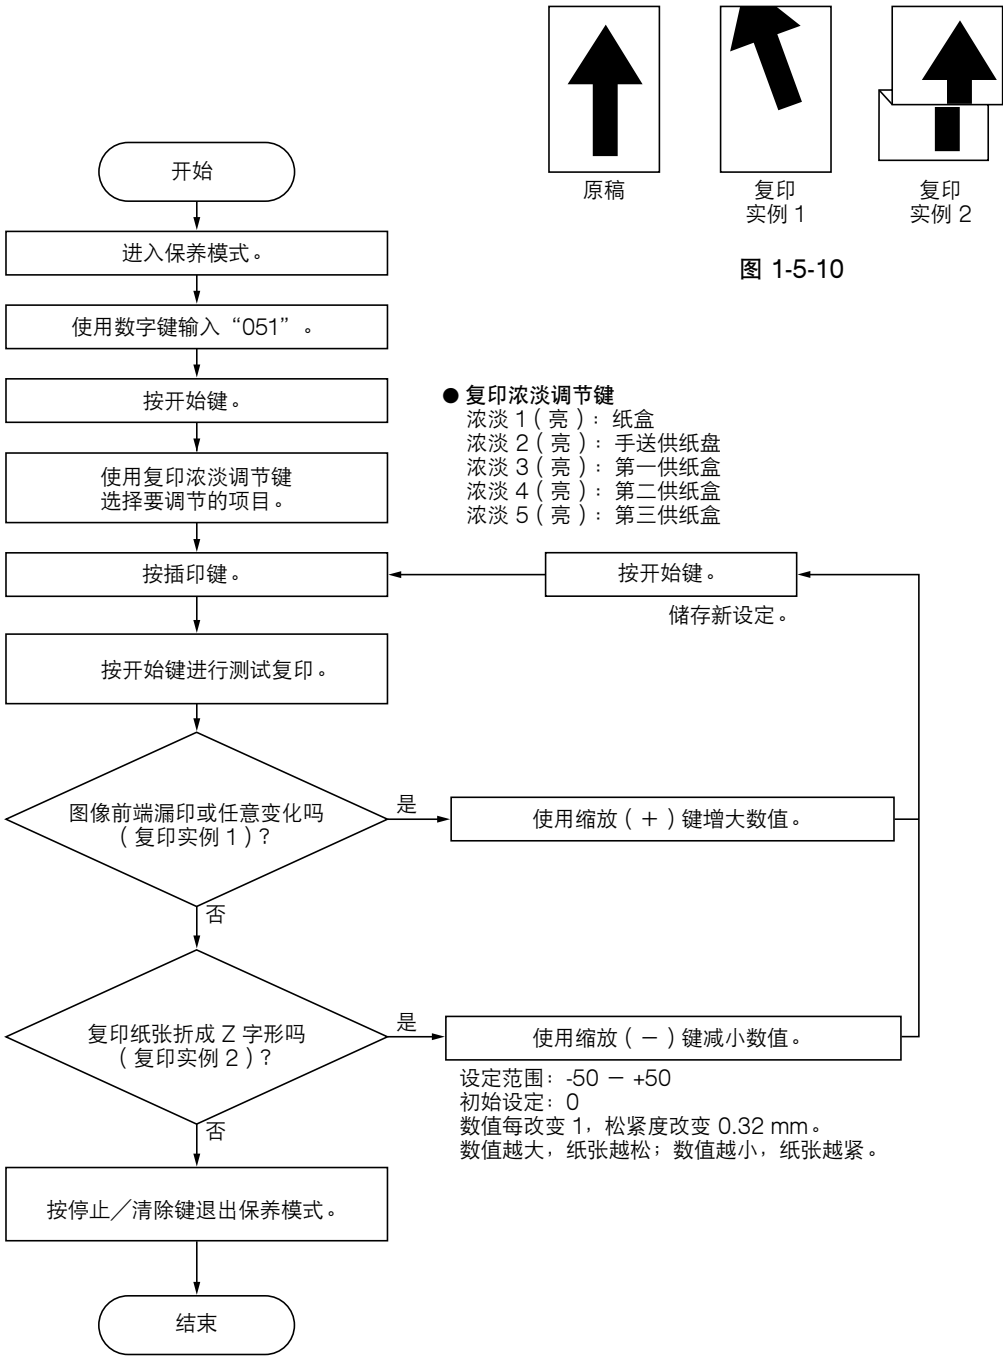 原稿
复印
实例 1
复印
实例 2
图 1-5-10
开始
进入保养模式。
使用数字键输入“051”。
按开始键。
使用复印浓淡调节键
选择要调节的项目。
● 复印浓淡调节键
浓淡 1（亮）：纸盒
浓淡 2（亮）：手送供纸盘
浓淡 3（亮）：第一供纸盒
浓淡 4（亮）：第二供纸盒
浓淡 5（亮）：第三供纸盒
按插印键。
按开始键。
储存新设定。
按开始键进行测试复印。
图像前端漏印或任意变化吗
（复印实例 1）？
是
使用缩放（＋）键增大数值。
否
复印纸张折成 Z 字形吗
（复印实例 2）？
是
使用缩放（－）键减小数值。
设定范围：-50 － +50
初始设定：0
数值每改变 1，松紧度改变 0.32 mm。
数值越大，纸张越松；数值越小，纸张越紧。
否
按停止／清除键退出保养模式。
结束